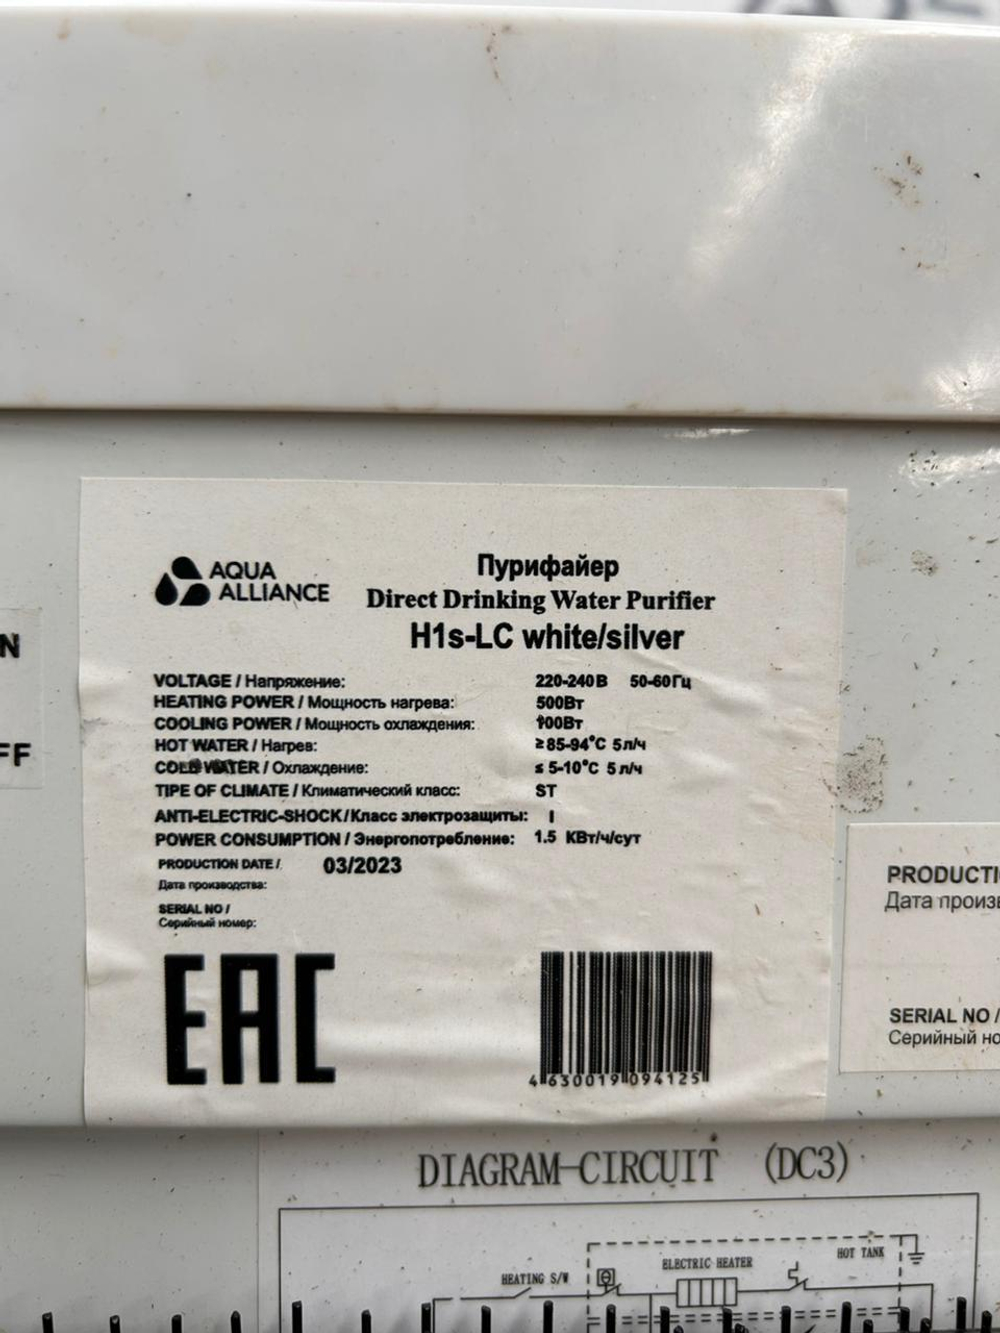 AQUA
ALLIANCE
Пурифайер
Direct Drinking Water Purifier
H1s-LC white/silver
VOLTAGE / Напряжение: 220-240В 50-60Гц
HEATING POWER / Мощность нагрева: 500Вт
COOLING POWER / Мощность охлаждения: 100Вт
HOT WATER / Нагрев: ≥85-94°C 5л/ч
COLD WATER / Охлаждение: ≤ 5-10°C 5 л/ч
TIPE OF CLIMATE / Климатический класс: ST
ANTI-ELECTRIC-SHOCK/Класс электрозащиты: I
POWER CONSUMPTION / Энергопотребление: 1.5 КВт/ч/сут
PRODUCTION DATE / 03/2023
Дата производства:
SERIAL NO /
Серийный номер:
EAC
4 630019 094125
N
FF
PRODUCTI
Дата произв
SERIAL NO /
Серийный но
DIAGRAM-CIRCUIT (DC3)
HOT TANK
ELECTRIC HEATER
HEATING S/W